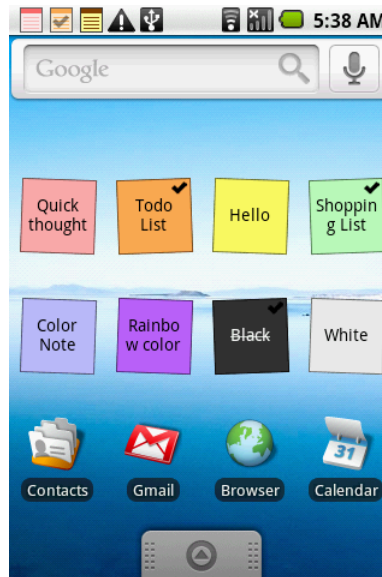 5:38 AM
Google
Quick
thought
Todo
List
Hello
Shoppin
g List
Color
Note
Rainbo
w color
Black
White
31
Contacts
Gmail
Browser
Calendar